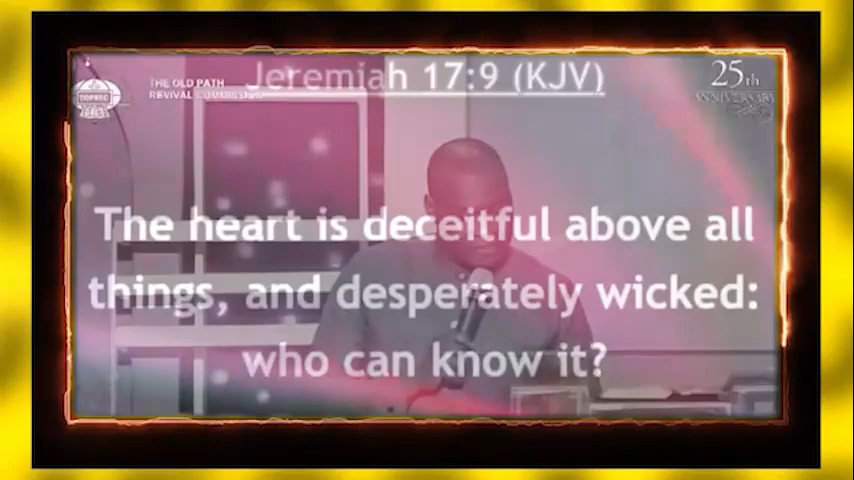 Jeremiah 17:9 (KJV)
THE OLD PATH
REVIVAL COMMISSION
25th
ANNIVERSARY
The heart is deceitful above all
things, and desperately wicked:
who can know it?